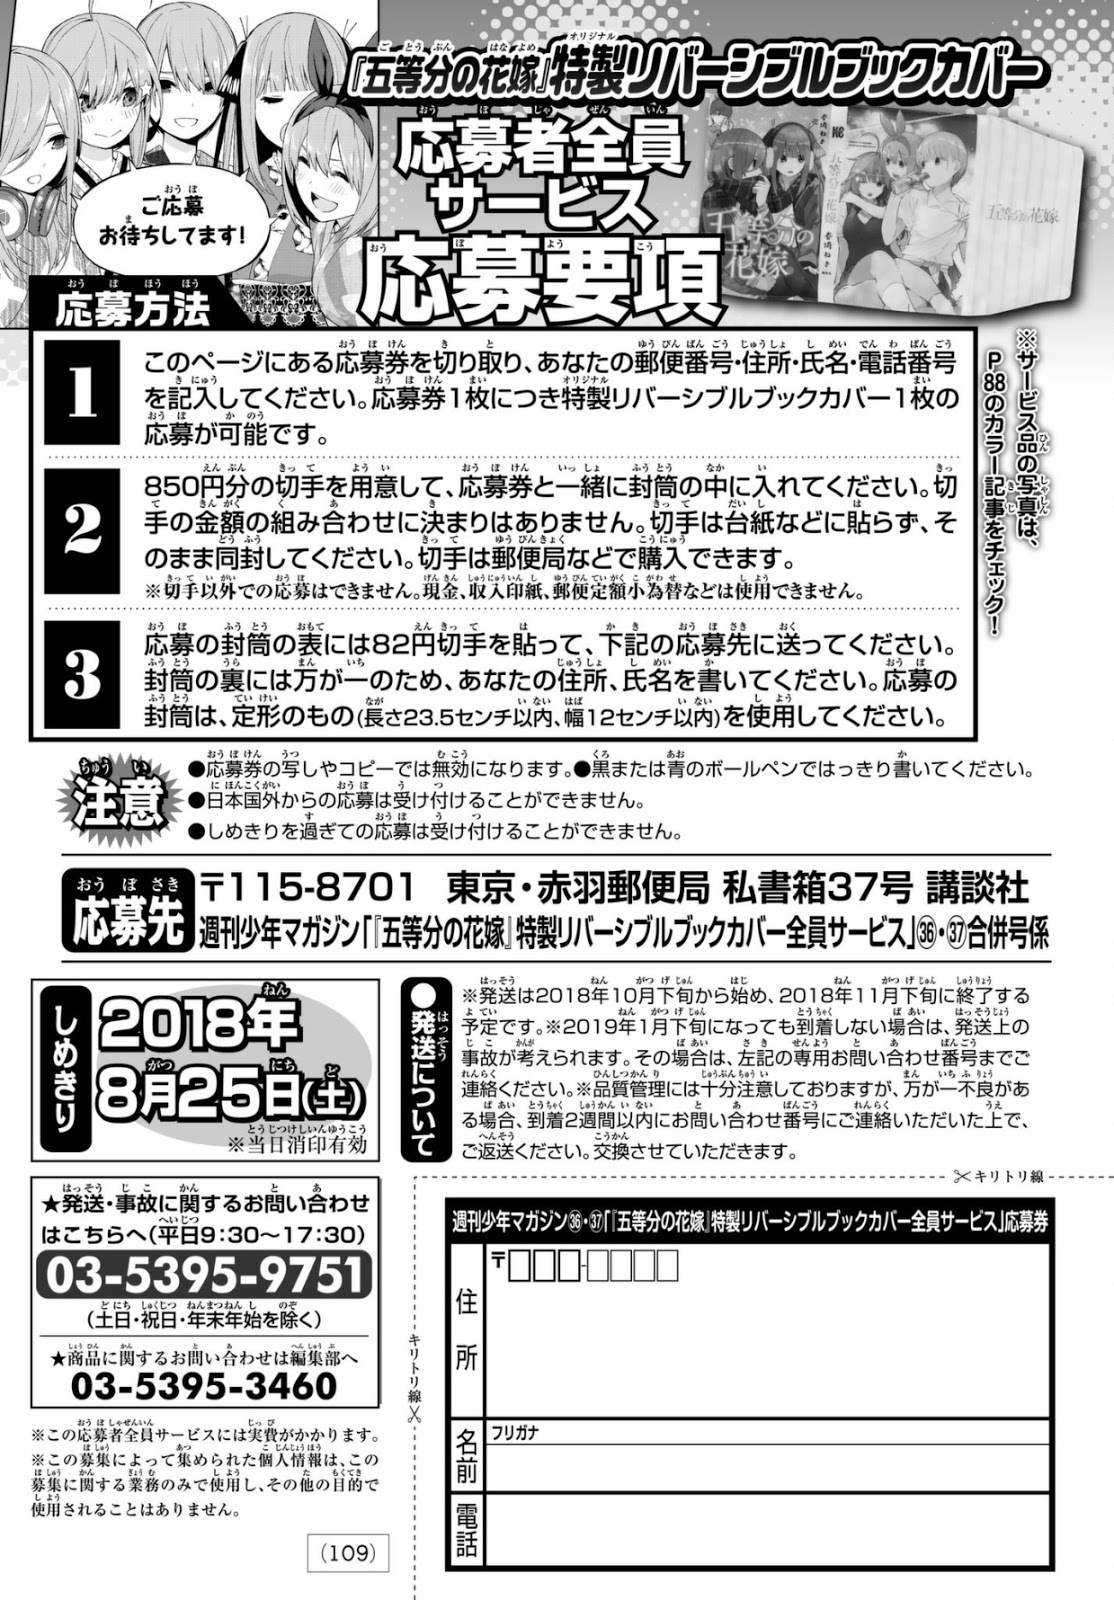 『五等分の花嫁』特製リバーシブルブックカバー
応募者全員
サービス
応募要項
ご応募
お待ちしてます!
五等分の花嫁
春場ねぎ
五等分の
花嫁
五等分の花嫁
※サービス品の写真は、
P88のカラー記事をチェック!
応募方法
1
このページにある応募券を切り取り、あなたの郵便番号・住所・氏名・電話番号
を記入してください。応募券1枚につき特製リバーシブルブックカバー1枚の
応募が可能です。
2
850円分の切手を用意して、応募券と一緒に封筒の中に入れてください。切
手の金額の組み合わせに決まりはありません。切手は台紙などに貼らず、そ
のまま同封してください。切手は郵便局などで購入できます。
※切手以外での応募はできません。現金、収入印紙、郵便定額小為替などは使用できません。
3
応募の封筒の表には82円切手を貼って、下記の応募先に送ってください。
封筒の裏には万が一のため、あなたの住所、氏名を書いてください。応募の
封筒は、定形のもの(長さ23.5センチ以内、幅12センチ以内)を使用してください。
注意
●応募券の写しやコピーでは無効になります。●黒または青のボールペンではっきり書いてください。
●日本国外からの応募は受け付けることができません。
●しめきりを過ぎての応募は受け付けることができません。
応募先
〒115-8701 東京・赤羽郵便局 私書箱37号 講談社
週刊少年マガジン「『五等分の花嫁』特製リバーシブルブックカバー全員サービス」㊱・㊲合併号係
しめきり
2018年
8月25日(土)
※当日消印有効
●発送について
※発送は2018年10月下旬から始め、2018年11月下旬に終了する
予定です。※2019年1月下旬になっても到着しない場合は、発送上の
事故が考えられます。その場合は、左記の専用お問い合わせ番号までご
連絡ください。※品質管理には十分注意しておりますが、万が一不良があ
る場合、到着2週間以内にお問い合わせ番号にご連絡いただいた上で、
ご返送ください。交換させていただきます。
★発送・事故に関するお問い合わせ
はこちらへ(平日9:30〜17:30)
03-5395-9751
(土日・祝日・年末年始を除く)
★商品に関するお問い合わせは編集部へ
03-5395-3460
※この応募者全員サービスには実費がかかります。
※この募集によって集められた個人情報は、この
募集に関する業務のみで使用し、その他の目的で
使用されることはありません。
(109)
キリトリ線
キリトリ線
週刊少年マガジン㊱・㊲「『五等分の花嫁』特製リバーシブルブックカバー全員サービス」応募券
住所
〒
名前
フリガナ
電話